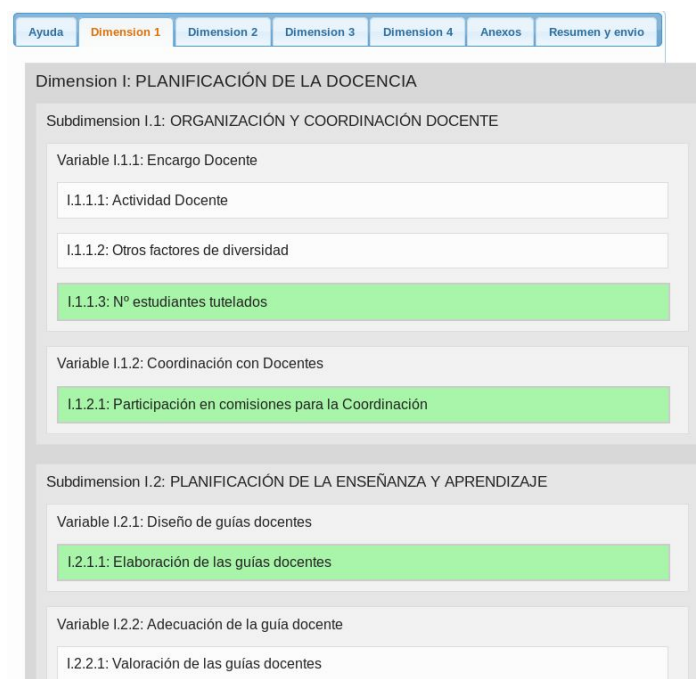 Ayuda Dimension 1 Dimension 2 Dimension 3 Dimension 4 Anexos Resumen y envio
Dimension I: PLANIFICACIÓN DE LA DOCENCIA
Subdimension I.1: ORGANIZACIÓN Y COORDINACIÓN DOCENTE
Variable I.1.1: Encargo Docente
I.1.1.1: Actividad Docente
I.1.1.2: Otros factores de diversidad
I.1.1.3: Nº estudiantes tutelados
Variable I.1.2: Coordinación con Docentes
I.1.2.1: Participación en comisiones para la Coordinación
Subdimension I.2: PLANIFICACIÓN DE LA ENSEÑANZA Y APRENDIZAJE
Variable I.2.1: Diseño de guías docentes
I.2.1.1: Elaboración de las guías docentes
Variable I.2.2: Adecuación de la guía docente
I.2.2.1: Valoración de las guías docentes